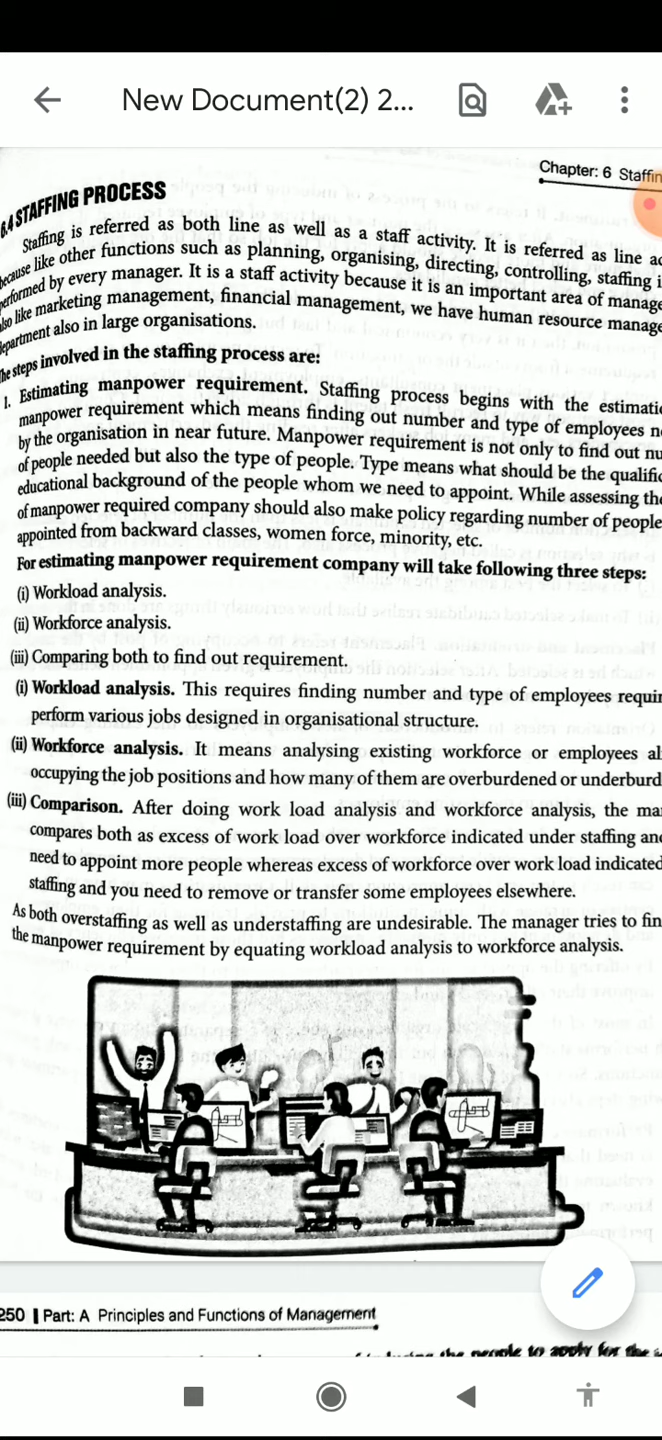 New Document(2) 2...
Chapter: 6 Staffin
6.4 STAFFING PROCESS
Staffing is referred as both line as well as a staff activity. It is referred as line ac
because like other functions such as planning, organising, directing, controlling, staffing i
performed by every manager. It is a staff activity because it is an important area of manage
also like marketing management, financial management, we have human resource manage
department also in large organisations.
The steps involved in the staffing process are:
1. Estimating manpower requirement. Staffing process begins with the estimati
manpower requirement which means finding out number and type of employees n
by the organisation in near future. Manpower requirement is not only to find out nu
of people needed but also the type of people. Type means what should be the qualific
educational background of the people whom we need to appoint. While assessing the
of manpower required company should also make policy regarding number of people
appointed from backward classes, women force, minority, etc.
For estimating manpower requirement company will take following three steps:
(i) Workload analysis.
(ii) Workforce analysis.
(iii) Comparing both to find out requirement.
(i) Workload analysis. This requires finding number and type of employees requir
perform various jobs designed in organisational structure.
(ii) Workforce analysis. It means analysing existing workforce or employees al
occupying the job positions and how many of them are overburdened or underburd
(iii) Comparison. After doing work load analysis and workforce analysis, the ma
compares both as excess of work load over workforce indicated under staffing and
need to appoint more people whereas excess of workforce over work load indicated
staffing and you need to remove or transfer some employees elsewhere.
As both overstaffing as well as understaffing are undesirable. The manager tries to fin
the manpower requirement by equating workload analysis to workforce analysis.
250 | Part: A Principles and Functions of Management
the people to apply for the